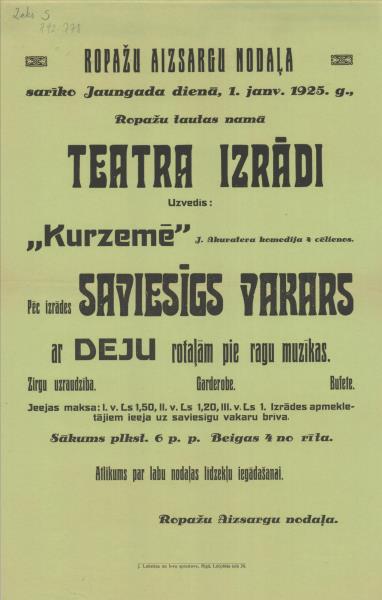 Zaks S
792-778
ROPAŽU AIZSARGU NODAĻA
sarīko Jaungada dienā, 1. janv. 1925. g.,
Ropažu tautas namā
TEATRA IZRĀDI
Uzvedīs:
„Kurzemē” J. Akuratera komedija 4 cēlienos.
Pēc izrādes SAVIESĪGS VAKARS
ar DEJU rotaļām pie ragu muzīkas.
Zirgu uzraudzība. Garderobe. Bufete.
Ieejas maksa: I. v. Ls 1,50, II. v. Ls 1,20, III. v. Ls 1. Izrādes apmeklē-
tājiem ieeja uz saviesīgu vakaru brīva.
Sākums plkst. 6 p. p. Beigas 4 no rīta.
Atlikums par labu nodaļas līdzekļu iegādāšanai.
Ropažu Aizsargu nodaļa.